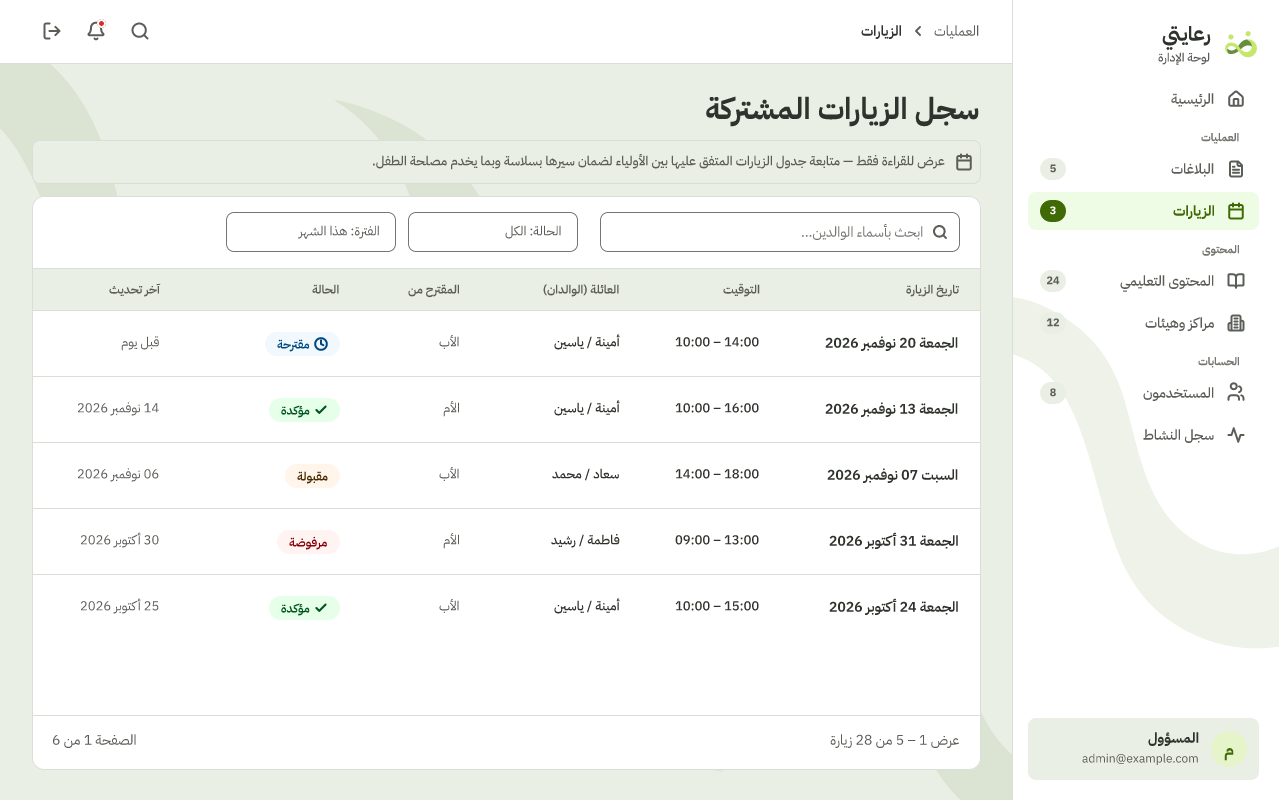 رعايتي
لوحة الإدارة
الرئيسية
العمليات
البلاغات 5
الزيارات 3
المحتوى
المحتوى التعليمي 24
مراكز وهيئات 12
الحسابات
المستخدمون 8
سجل النشاط
المسؤول
admin@example.com
م
العمليات
الزيارات
سجل الزيارات المشتركة
عرض للقراءة فقط — متابعة جدول الزيارات المتفق عليها بين الأولياء لضمان سيرها بسلاسة وبما يخدم مصلحة الطفل.
ابحث بأسماء الوالدين... الحالة: الكل الفترة: هذا الشهر
تاريخ الزيارة التوقيت العائلة (الوالدان) المقترح من الحالة آخر تحديث
الجمعة 20 نوفمبر 2026 10:00 – 14:00 أمينة / ياسين الأب مقترحة قبل يوم
الجمعة 13 نوفمبر 2026 10:00 – 16:00 أمينة / ياسين الأم مؤكدة 14 نوفمبر 2026
السبت 07 نوفمبر 2026 14:00 – 18:00 سعاد / محمد الأب مقبولة 06 نوفمبر 2026
الجمعة 31 أكتوبر 2026 09:00 – 13:00 فاطمة / رشيد الأم مرفوضة 30 أكتوبر 2026
الجمعة 24 أكتوبر 2026 10:00 – 15:00 أمينة / ياسين الأب مؤكدة 25 أكتوبر 2026
عرض 1 – 5 من 28 زيارة الصفحة 1 من 6